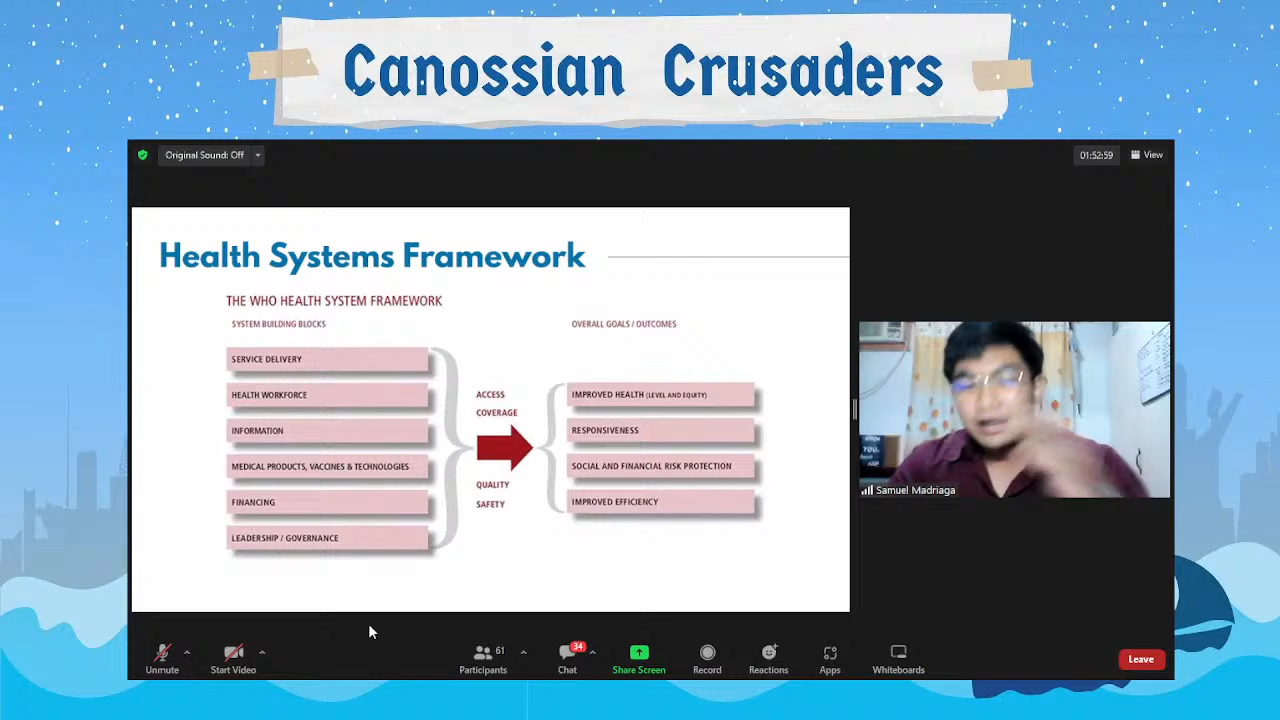 Canossian Crusaders
Original Sound: Off
01:52:59
View
Health Systems Framework
THE WHO HEALTH SYSTEM FRAMEWORK
SYSTEM BUILDING BLOCKS
OVERALL GOALS / OUTCOMES
SERVICE DELIVERY
HEALTH WORKFORCE
INFORMATION
MEDICAL PRODUCTS, VACCINES & TECHNOLOGIES
FINANCING
LEADERSHIP / GOVERNANCE
ACCESS
COVERAGE
QUALITY
SAFETY
IMPROVED HEALTH (LEVEL AND EQUITY)
RESPONSIVENESS
SOCIAL AND FINANCIAL RISK PROTECTION
IMPROVED EFFICIENCY
YOU.
Samuel Madriaga
Unmute
Start Video
61
Participants
34
Chat
Share Screen
Record
Reactions
Apps
Whiteboards
Leave